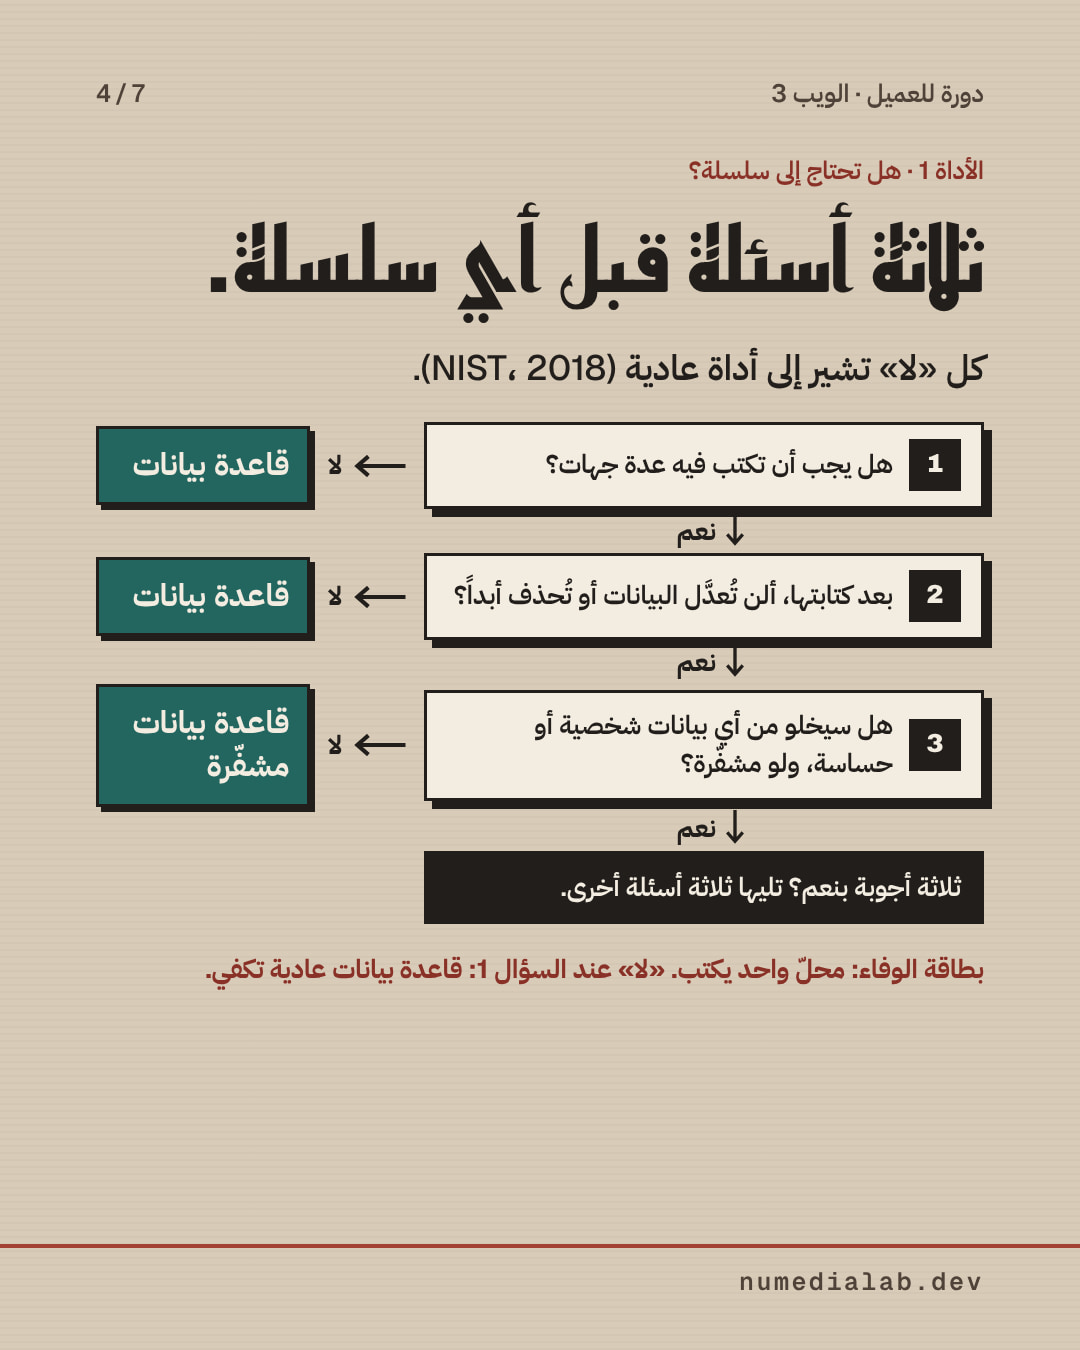 دورة للعميل · الويب 3
4 / 7
الأداة 1 · هل تحتاج إلى سلسلة؟
ثلاثة أسئلة قبل أي سلسلة.
كل «لا» تشير إلى أداة عادية (NIST، 2018).
1
هل يجب أن تكتب فيه عدة جهات؟
لا
قاعدة بيانات
نعم
2
بعد كتابتها، ألن تُعدَّل البيانات أو تُحذف أبداً؟
لا
قاعدة بيانات
نعم
3
هل سيخلو من أي بيانات شخصية أو
حساسة، ولو مشفّرة؟
لا
قاعدة بيانات
مشفّرة
نعم
ثلاثة أجوبة بنعم؟ تليها ثلاثة أسئلة أخرى.
بطاقة الوفاء: محلّ واحد يكتب. «لا» عند السؤال 1: قاعدة بيانات عادية تكفي.
numedialab.dev